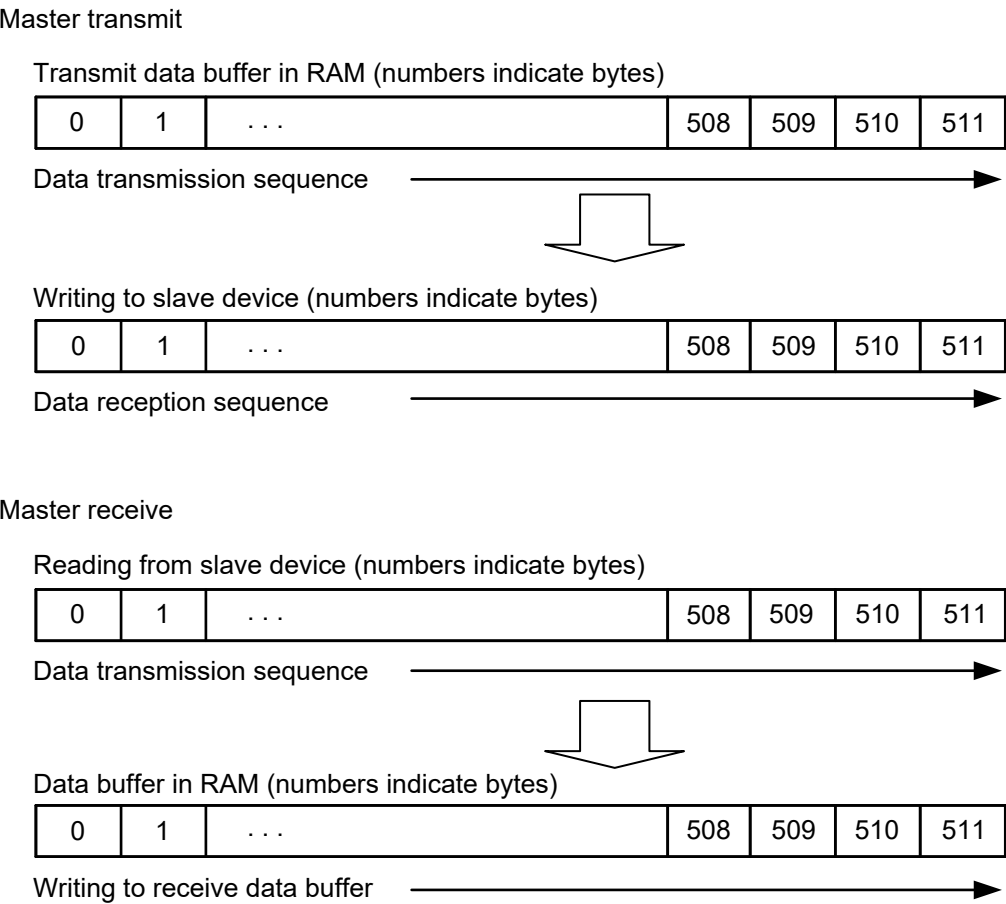 Master transmit
Transmit data buffer in RAM (numbers indicate bytes)
0 1 . . . 508 509 510 511
Data transmission sequence
Writing to slave device (numbers indicate bytes)
0 1 . . . 508 509 510 511
Data reception sequence
Master receive
Reading from slave device (numbers indicate bytes)
0 1 . . . 508 509 510 511
Data transmission sequence
Data buffer in RAM (numbers indicate bytes)
0 1 . . . 508 509 510 511
Writing to receive data buffer